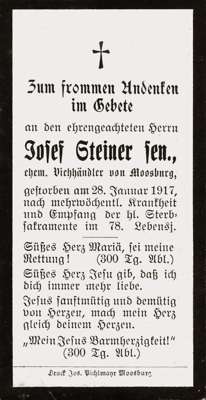 Zum frommen Andenken
im Gebete
an den ehrengeachteten Herrn
Josef Steiner sen.,
ehem. Viehhändler von Moosburg,
gestorben am 28. Januar 1917,
nach mehrwöchentl. Krankheit
und Empfang der hl. Sterb-
sakramente im 78. Lebensj.
Süßes Herz Mariä, sei meine
Rettung! (300 Tg. Abl.)
Süßes Herz Jesu gib, daß ich
dich immer mehr liebe.
Jesus sanftmütig und demütig
von Herzen, mach mein Herz
gleich deinem Herzen.
„Mein Jesus Barmherzigkeit!“
(300 Tg. Abl.)
Druck Jos. Pichlmayr Moosburg